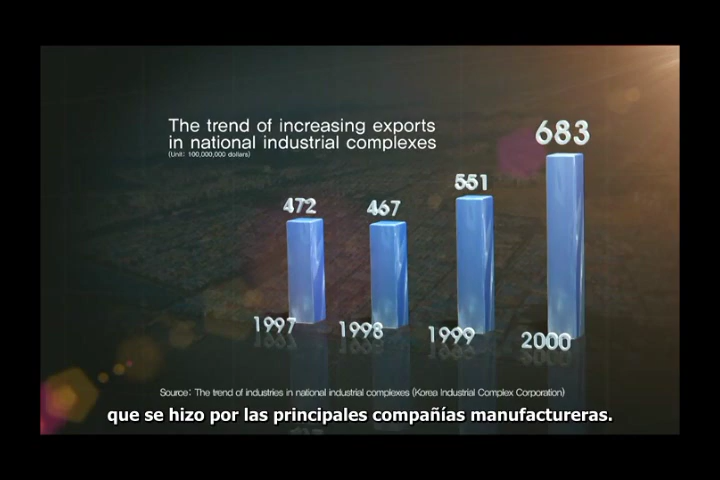 The trend of increasing exports
in national industrial complexes
(Unit: 100,000,000 dollars)
472
467
551
683
1997
1998
1999
2000
Source: The trend of industries in national industrial complexes (Korea Industrial Complex Corporation)
que se hizo por las principales compañías manufactureras.